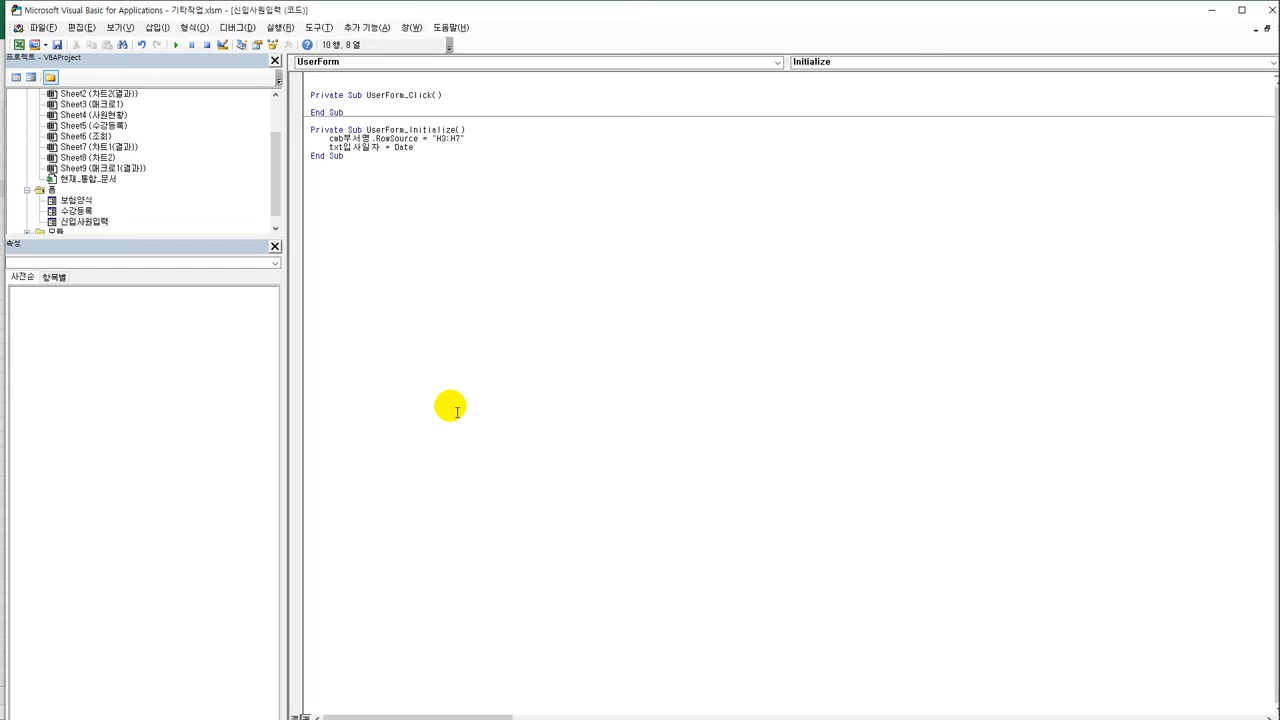 Microsoft Visual Basic for Applications - 기타작업.xlsm - [신입사원입력 (코드)]
파일(F) 편집(E) 보기(V) 삽입(I) 형식(O) 디버그(D) 실행(R) 도구(T) 추가 기능(A) 창(W) 도움말(H)
10 행, 8 열
프로젝트 - VBAProject
UserForm
Initialize
Sheet2 (차트2(결과))
Sheet3 (매크로1)
Sheet4 (사원현황)
Sheet5 (수강등록)
Sheet6 (조회)
Sheet7 (차트1(결과))
Sheet8 (차트2)
Sheet9 (매크로1(결과))
현재_통합_문서
폼
보험양식
수강등록
신입사원입력
모듈
속성
사전순 항목별
Private Sub UserForm_Click()
End Sub
Private Sub UserForm_Initialize()
cmb부서명.RowSource = "H3:H7"
txt입사일자 = Date
End Sub